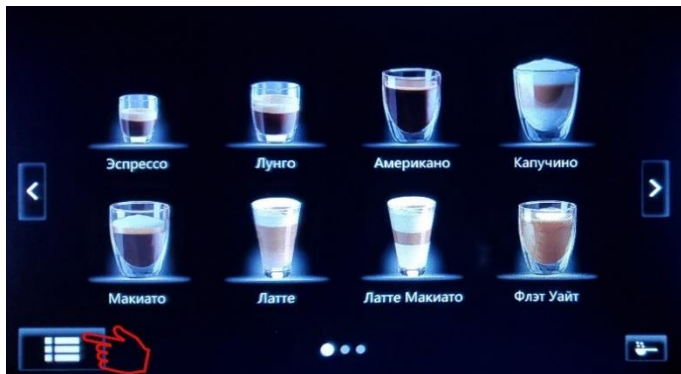 Эспрессо
Лунго
Американо
Капучино
Макиато
Латте
Латте Макиато
Флэт Уайт